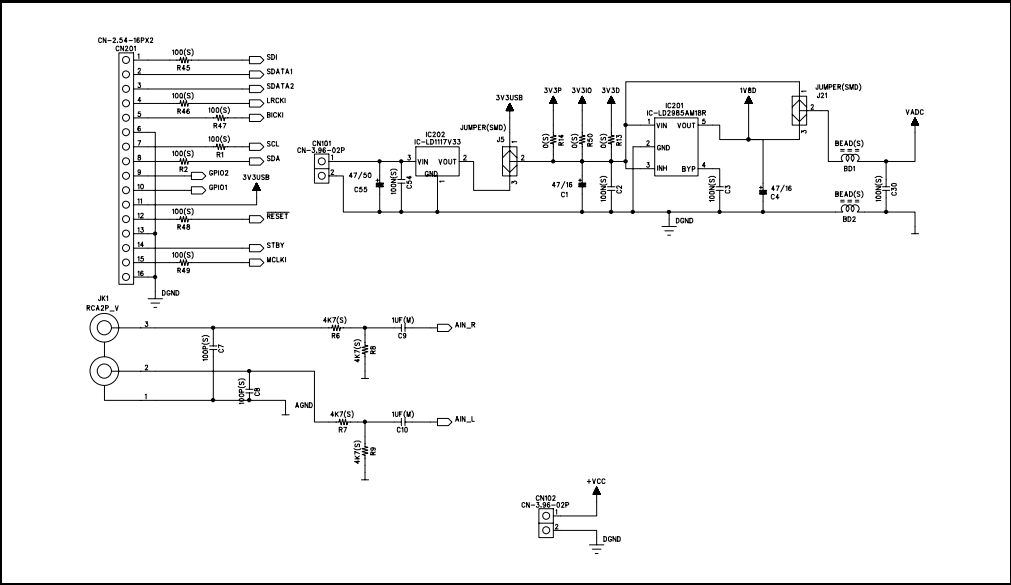 CN-2.54-16PX2
CN201
1 100(S) R45 SDI
2 SDATA1
3 SDATA2
4 100(S) R46 LRCKI
5 100(S) R47 BICKI
6
7 100(S) R1 SCL
8 100(S) R2 SDA
9 GPIO2
10 GPIO1
3V3USB
11
12 100(S) R48 RESET
13
14 STBY
15 100(S) R49 MCLKI
16
DGND
CN101
CN-3.96-02P
1
2
47/50
C55
100N(S)
C54
IC202
IC-LD1117V33
3 VIN VOUT 2
GND
1
3V3USB
JUMPER(SMD)
J5
1
2
3
3V3P 3V3IO 3V3D
0(S) R14
0(S) R50
0(S) R13
47/16
C1
100N(S)
C2
IC201
IC-LD2985AM18R
1 VIN VOUT 5
2 GND
3 INH BYP 4
100N(S)
C3
1V8D
47/16
C4
DGND
JUMPER(SMD)
J21
1
2
3
BEAD(S)
BD1
BEAD(S)
BD2
VADC
100N(S)
C30
JK1
RCA2P_V
3
2
1
100P(S)
C7
100P(S)
C8
AGND
4K7(S)
R6
4K7(S)
R8
1UF(M)
C9
AIN_R
4K7(S)
R7
4K7(S)
R9
1UF(M)
C10
AIN_L
CN102
CN-3.96-02P
1
2
+VCC
DGND